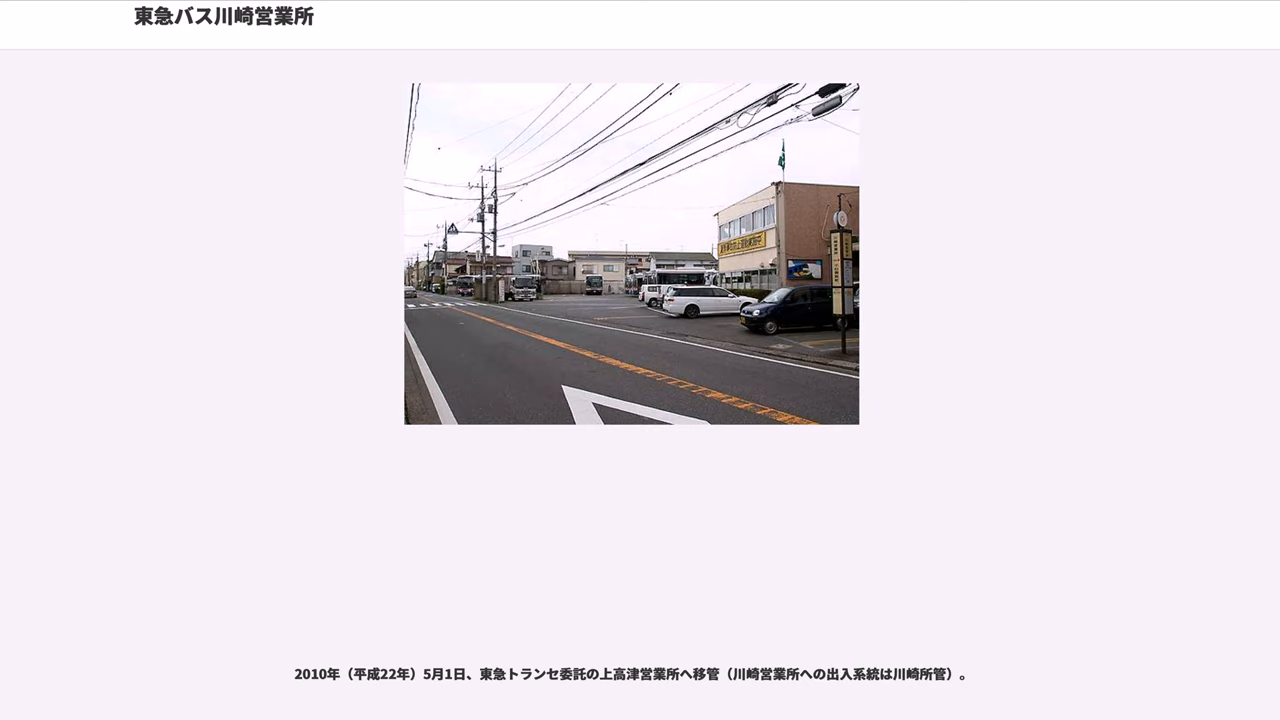 東急バス川崎営業所
2010年（平成22年）5月1日、東急トランセ委託の上高津営業所へ移管（川崎営業所への出入系統は川崎所管）。